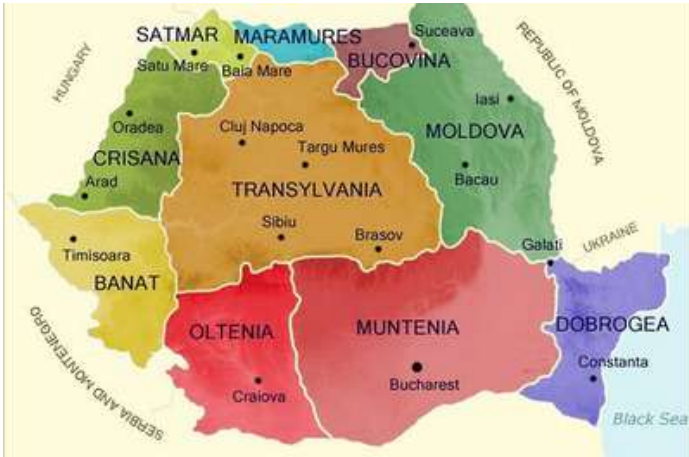 SATMAR
MARAMURES
Suceava
BUCOVINA
Satu Mare
Baia Mare
HUNGARY
REPUBLIC OF MOLDOVA
Iasi
Oradea
Cluj Napoca
MOLDOVA
Targu Mures
CRISANA
Bacau
Arad
TRANSYLVANIA
Sibiu
Brasov
Galati
UKRAINE
Timisoara
BANAT
OLTENIA
MUNTENIA
DOBROGEA
SERBIA AND MONTENEGRO
Constanta
Craiova
Bucharest
Black Sea